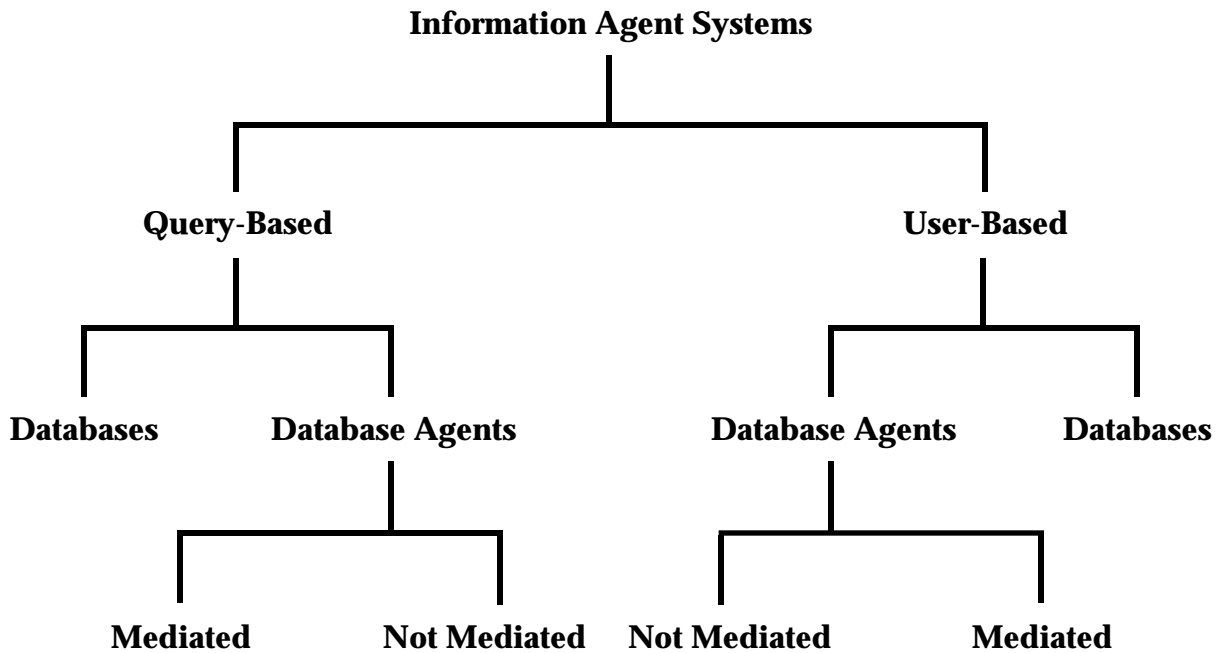 Information Agent Systems
Query-Based
User-Based
Databases
Database Agents
Database Agents
Databases
Mediated
Not Mediated
Not Mediated
Mediated